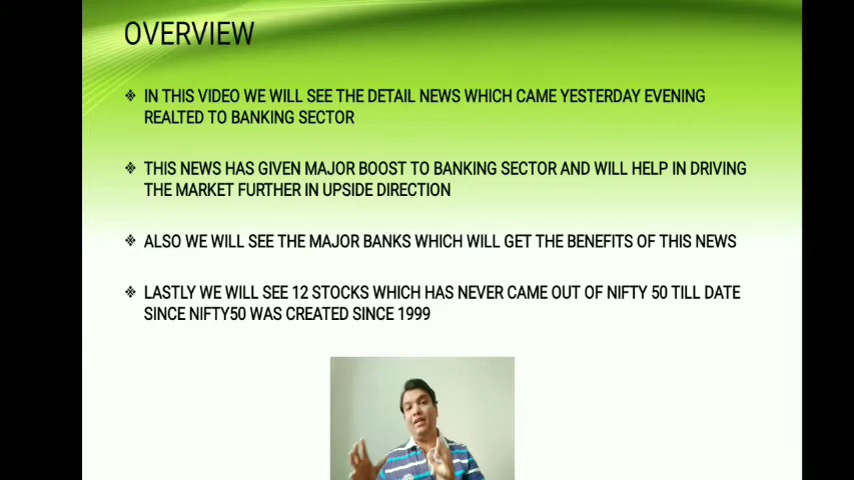 OVERVIEW
※ IN THIS VIDEO WE WILL SEE THE DETAIL NEWS WHICH CAME YESTERDAY EVENING
REALTED TO BANKING SECTOR
※ THIS NEWS HAS GIVEN MAJOR BOOST TO BANKING SECTOR AND WILL HELP IN DRIVING
THE MARKET FURTHER IN UPSIDE DIRECTION
※ ALSO WE WILL SEE THE MAJOR BANKS WHICH WILL GET THE BENEFITS OF THIS NEWS
※ LASTLY WE WILL SEE 12 STOCKS WHICH HAS NEVER CAME OUT OF NIFTY 50 TILL DATE
SINCE NIFTY50 WAS CREATED SINCE 1999